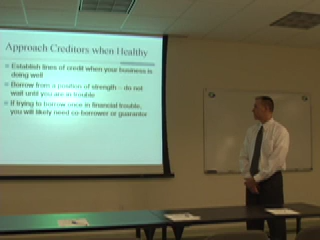 Approach Creditors when Healthy
Establish lines of credit when your business is
doing well
Borrow from a position of strength – do not
wait until you are in trouble
If trying to borrow once in financial trouble,
you will likely need co-borrower or guarantor